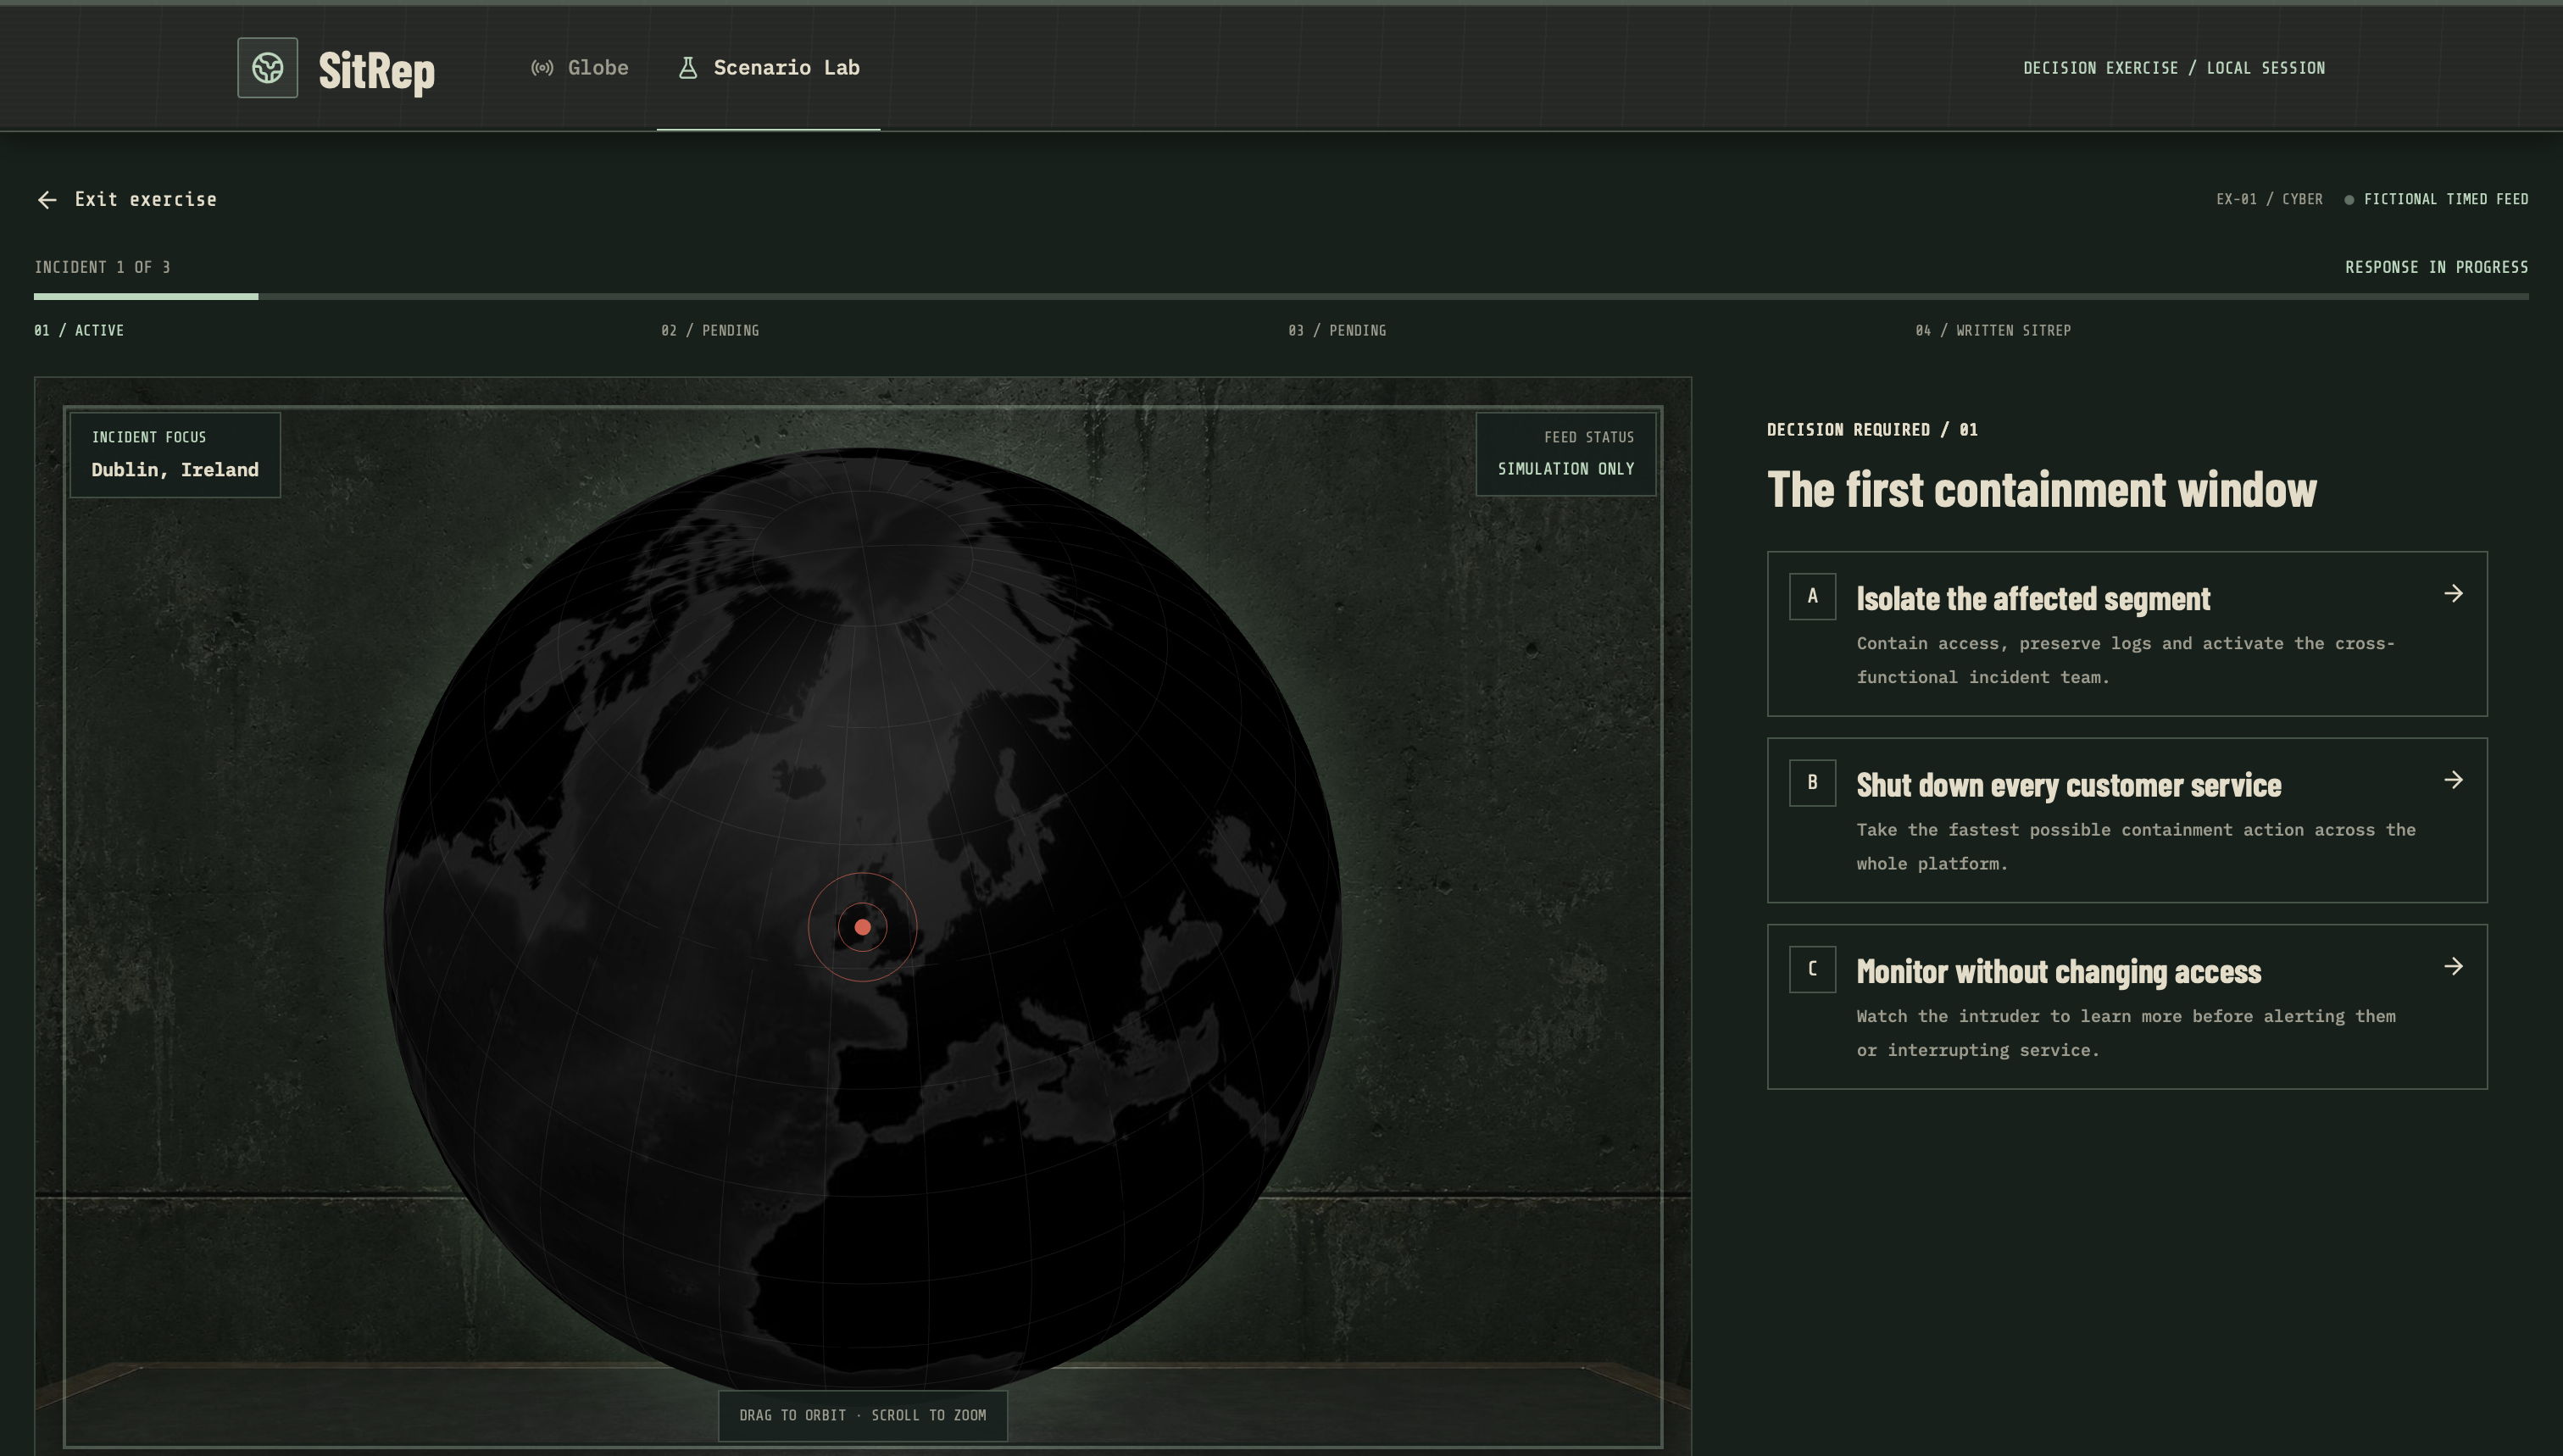 SitRep
Globe
Scenario Lab
DECISION EXERCISE / LOCAL SESSION
Exit exercise
EX-01 / CYBER
FICTIONAL TIMED FEED
INCIDENT 1 OF 3
RESPONSE IN PROGRESS
01 / ACTIVE
02 / PENDING
03 / PENDING
04 / WRITTEN SITREP
INCIDENT FOCUS
Dublin, Ireland
FEED STATUS
SIMULATION ONLY
DRAG TO ORBIT · SCROLL TO ZOOM
DECISION REQUIRED / 01
The first containment window
A
Isolate the affected segment
Contain access, preserve logs and activate the cross-
functional incident team.
B
Shut down every customer service
Take the fastest possible containment action across the
whole platform.
C
Monitor without changing access
Watch the intruder to learn more before alerting them
or interrupting service.